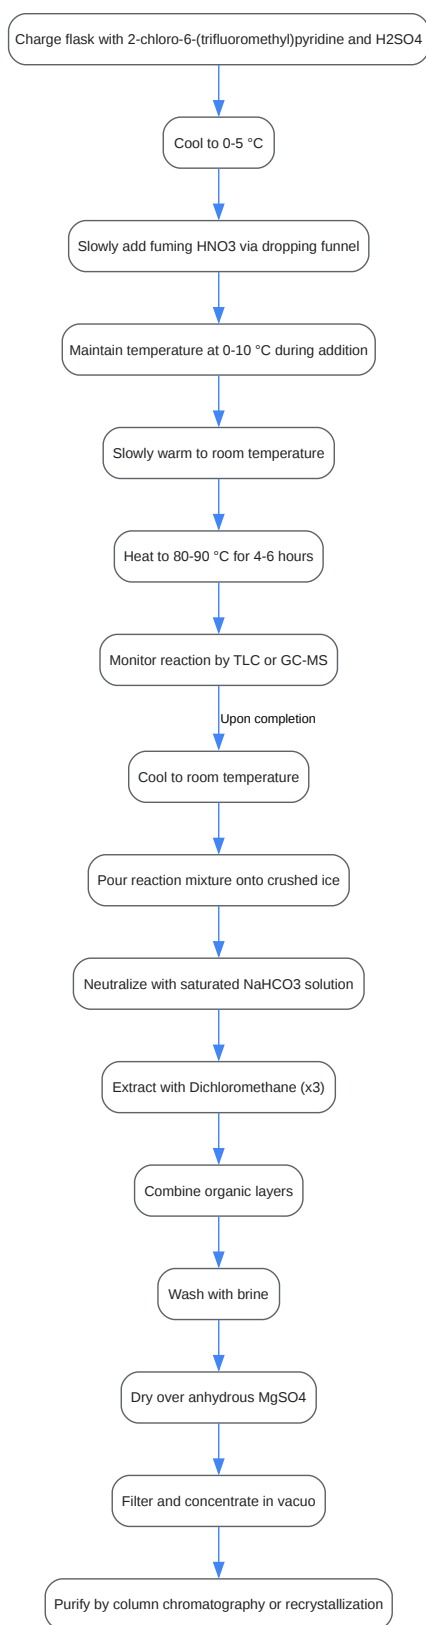 Charge flask with 2-chloro-6-(trifluoromethyl)pyridine and H2SO4
Cool to 0-5 °C
Slowly add fuming HNO3 via dropping funnel
Maintain temperature at 0-10 °C during addition
Slowly warm to room temperature
Heat to 80-90 °C for 4-6 hours
Monitor reaction by TLC or GC-MS
Upon completion
Cool to room temperature
Pour reaction mixture onto crushed ice
Neutralize with saturated NaHCO3 solution
Extract with Dichloromethane (x3)
Combine organic layers
Wash with brine
Dry over anhydrous MgSO4
Filter and concentrate in vacuo
Purify by column chromatography or recrystallization